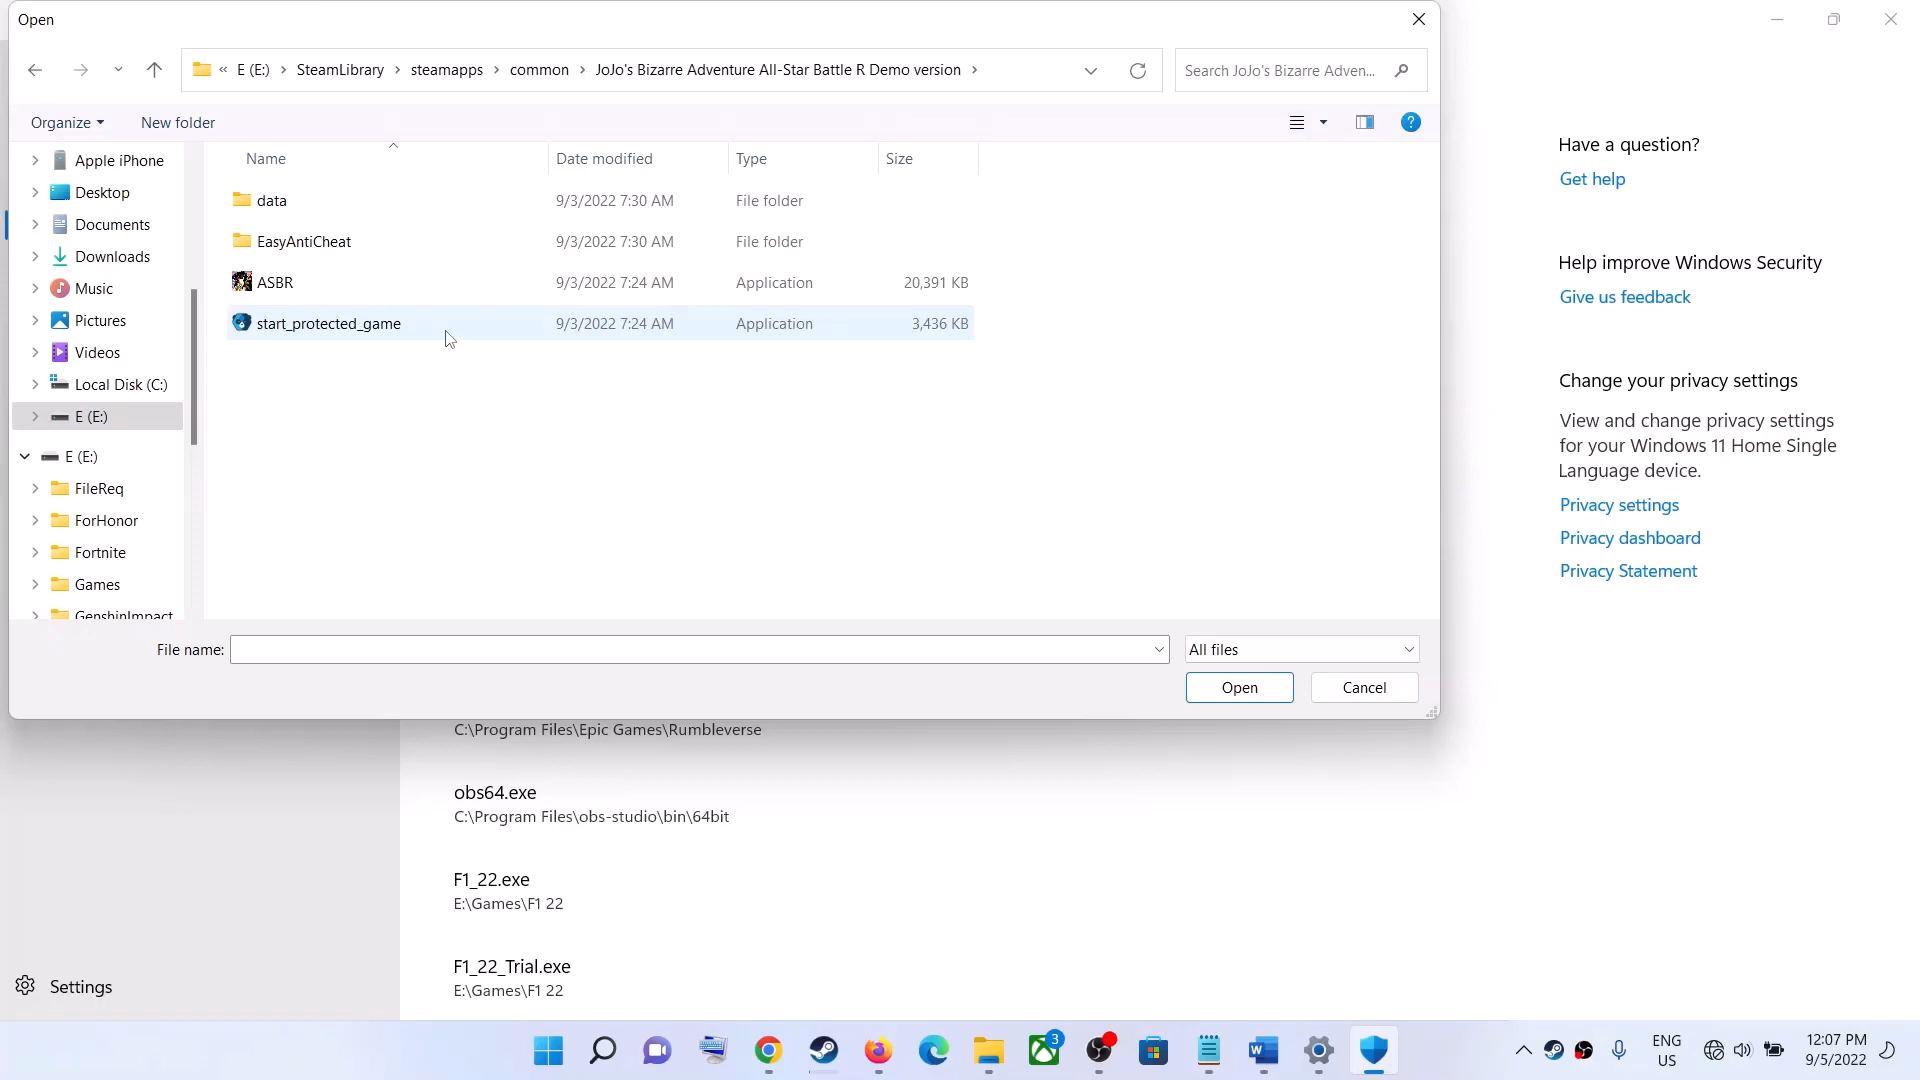 Open
« E (E:) > SteamLibrary > steamapps > common > JoJo's Bizarre Adventure All-Star Battle R Demo version >
Search JoJo's Bizarre Adven...
Organize
New folder
?
Name Date modified Type Size
Apple iPhone
Desktop
Documents
Downloads
Music
Pictures
Videos
Local Disk (C:)
E (E:)
E (E:)
FileReq
ForHonor
Fortnite
Games
GenshinImpact
data 9/3/2022 7:30 AM File folder
EasyAntiCheat 9/3/2022 7:30 AM File folder
ASBR 9/3/2022 7:24 AM Application 20,391 KB
start_protected_game 9/3/2022 7:24 AM Application 3,436 KB
File name:
All files
Open
Cancel
Have a question?
Get help
Help improve Windows Security
Give us feedback
Change your privacy settings
View and change privacy settings
for your Windows 11 Home Single
Language device.
Privacy settings
Privacy dashboard
Privacy Statement
C:\Program Files\Epic Games\Rumbleverse
obs64.exe
C:\Program Files\obs-studio\bin\64bit
F1_22.exe
E:\Games\F1 22
F1_22_Trial.exe
E:\Games\F1 22
Settings
3
ENG
US
12:07 PM
9/5/2022